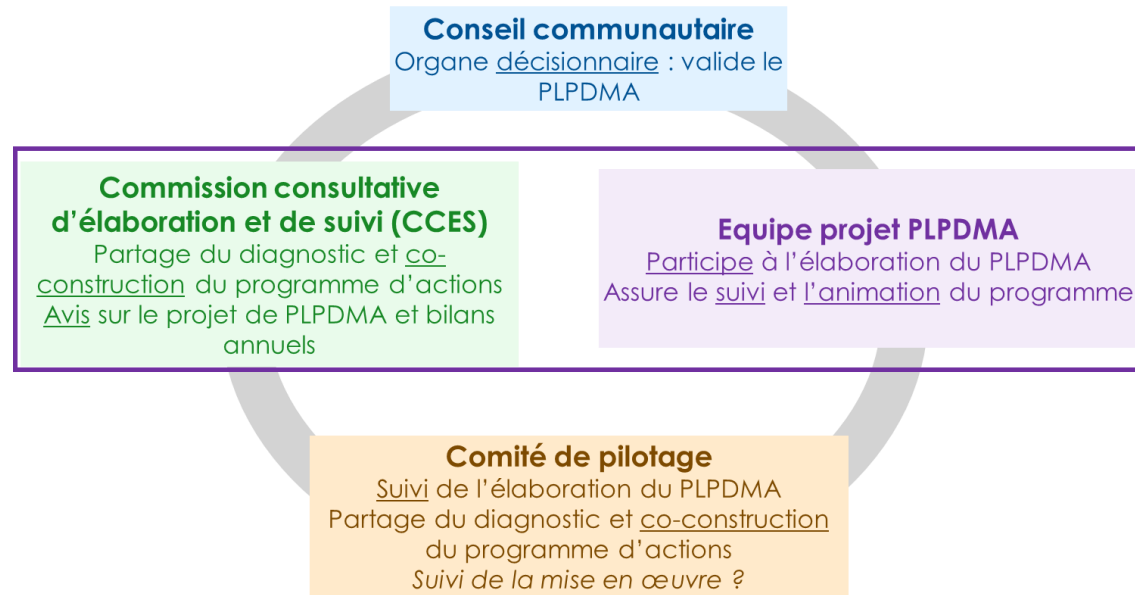 Conseil communautaire
Organe décisionnaire : valide le
PLPDMA
Commission consultative
d’élaboration et de suivi (CCES)
Partage du diagnostic et co-
construction du programme d’actions
Avis sur le projet de PLPDMA et bilans
annuels
Equipe projet PLPDMA
Participe à l’élaboration du PLPDMA
Assure le suivi et l’animation du programme
Comité de pilotage
Suivi de l’élaboration du PLPDMA
Partage du diagnostic et co-construction
du programme d’actions
Suivi de la mise en œuvre ?